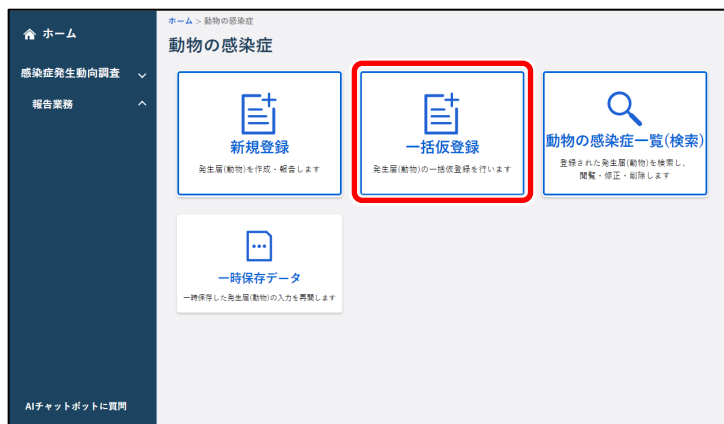 ホーム
感染症発生動向調査
報告業務
AIチャットボットに質問
ホーム > 動物の感染症
動物の感染症
新規登録
発生届(動物)を作成・報告します
一括仮登録
発生届(動物)の一括仮登録を行います
動物の感染症一覧(検索)
登録された発生届(動物)を検索し、
閲覧・修正・削除します
一時保存データ
一時保存した発生届(動物)の入力を再開します